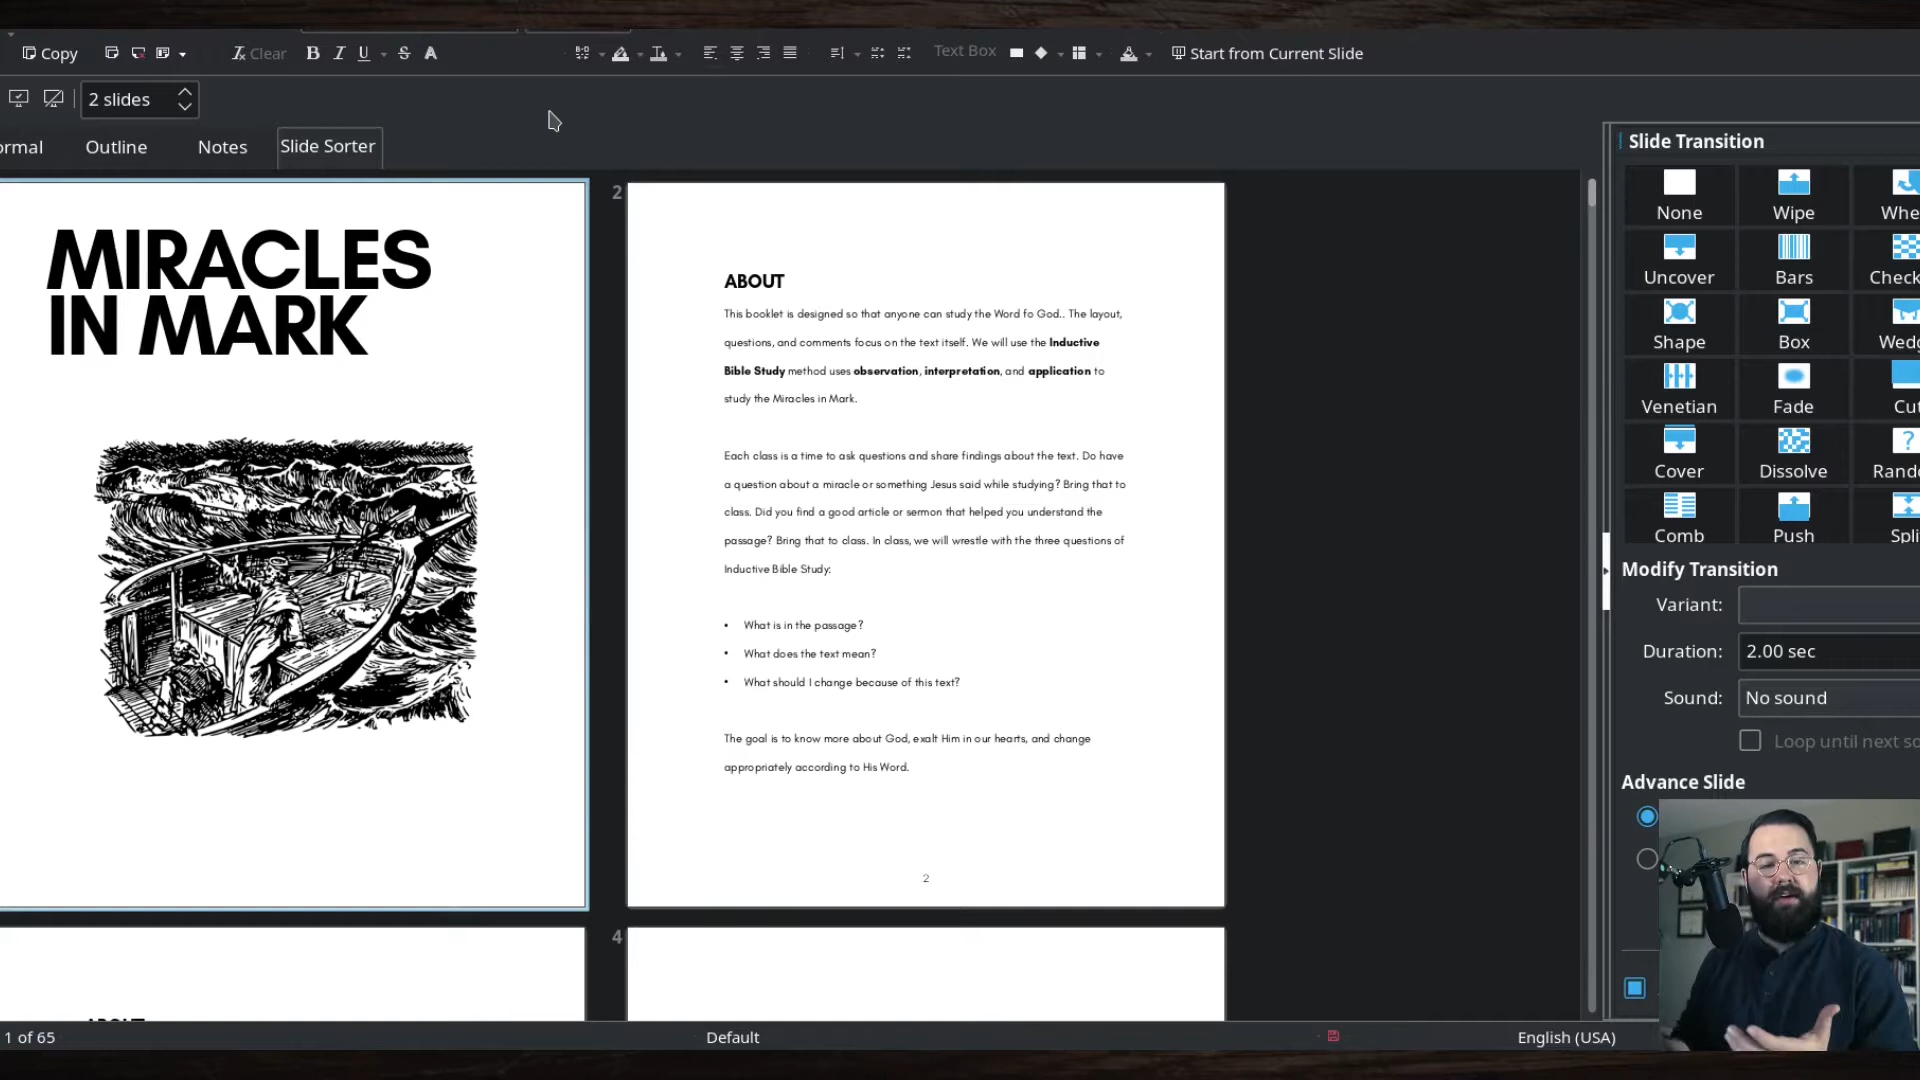 Copy
Clear
B I U S A
Text Box
Start from Current Slide
2 slides
ormal Outline Notes Slide Sorter
MIRACLES
IN MARK
2
ABOUT
This booklet is designed so that anyone can study the Word fo God.. The layout,
questions, and comments focus on the text itself. We will use the Inductive
Bible Study method uses observation, interpretation, and application to
study the Miracles in Mark.
Each class is a time to ask questions and share findings about the text. Do have
a question about a miracle or something Jesus said while studying? Bring that to
class. Did you find a good article or sermon that helped you understand the
passage? Bring that to class. In class, we will wrestle with the three questions of
Inductive Bible Study:
• What is in the passage?
• What does the text mean?
• What should I change because of this text?
The goal is to know more about God, exalt Him in our hearts, and change
appropriately according to His Word.
2
4
Slide Transition
None Wipe Whe
Uncover Bars Check
Shape Box Wedg
Venetian Fade Cut
Cover Dissolve Rando
Comb Push Spli
Modify Transition
Variant:
Duration: 2.00 sec
Sound: No sound
Loop until next so
Advance Slide
ABOUT
1 of 65
Default
English (USA)